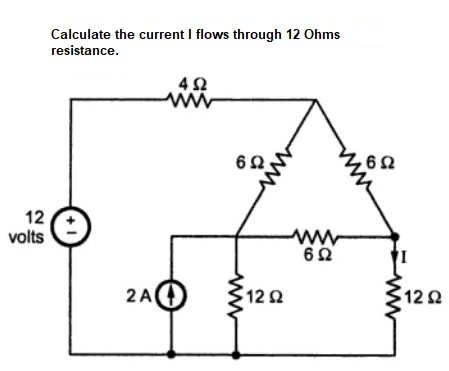 Calculate the current I flows through 12 Ohms
resistance.
4 Ω
6 Ω
6 Ω
12
volts
+
I
6 Ω
I
2 A
12 Ω
12 Ω